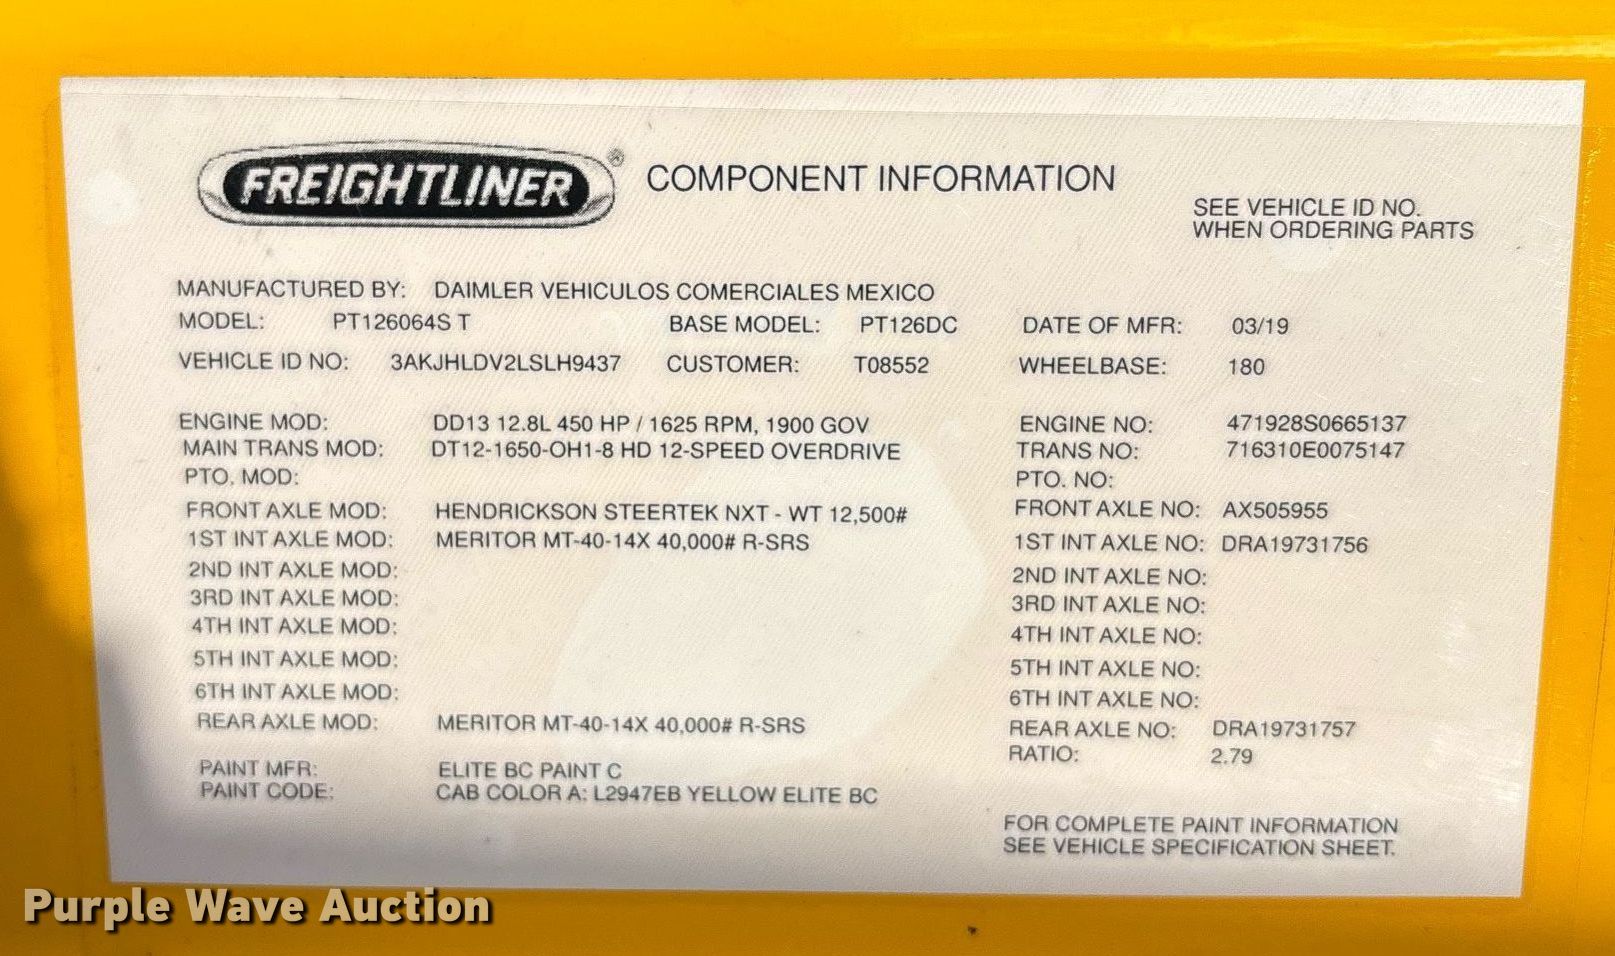 FREIGHTLINER® COMPONENT INFORMATION
SEE VEHICLE ID NO.
WHEN ORDERING PARTS
MANUFACTURED BY: DAIMLER VEHICULOS COMERCIALES MEXICO
MODEL: PT126064S T BASE MODEL: PT126DC DATE OF MFR: 03/19
VEHICLE ID NO: 3AKJHLDV2LSLH9437 CUSTOMER: T08552 WHEELBASE: 180
ENGINE MOD: DD13 12.8L 450 HP / 1625 RPM, 1900 GOV ENGINE NO: 471928S0665137
MAIN TRANS MOD: DT12-1650-OH1-8 HD 12-SPEED OVERDRIVE TRANS NO: 716310E0075147
PTO. MOD: PTO. NO:
FRONT AXLE MOD: HENDRICKSON STEERTEK NXT - WT 12,500# FRONT AXLE NO: AX505955
1ST INT AXLE MOD: MERITOR MT-40-14X 40,000# R-SRS 1ST INT AXLE NO: DRA19731756
2ND INT AXLE MOD: 2ND INT AXLE NO:
3RD INT AXLE MOD: 3RD INT AXLE NO:
4TH INT AXLE MOD: 4TH INT AXLE NO:
5TH INT AXLE MOD: 5TH INT AXLE NO:
6TH INT AXLE MOD: 6TH INT AXLE NO:
REAR AXLE MOD: MERITOR MT-40-14X 40,000# R-SRS REAR AXLE NO: DRA19731757
RATIO: 2.79
PAINT MFR: ELITE BC PAINT C
PAINT CODE: CAB COLOR A: L2947EB YELLOW ELITE BC
FOR COMPLETE PAINT INFORMATION
SEE VEHICLE SPECIFICATION SHEET.
Purple Wave Auction